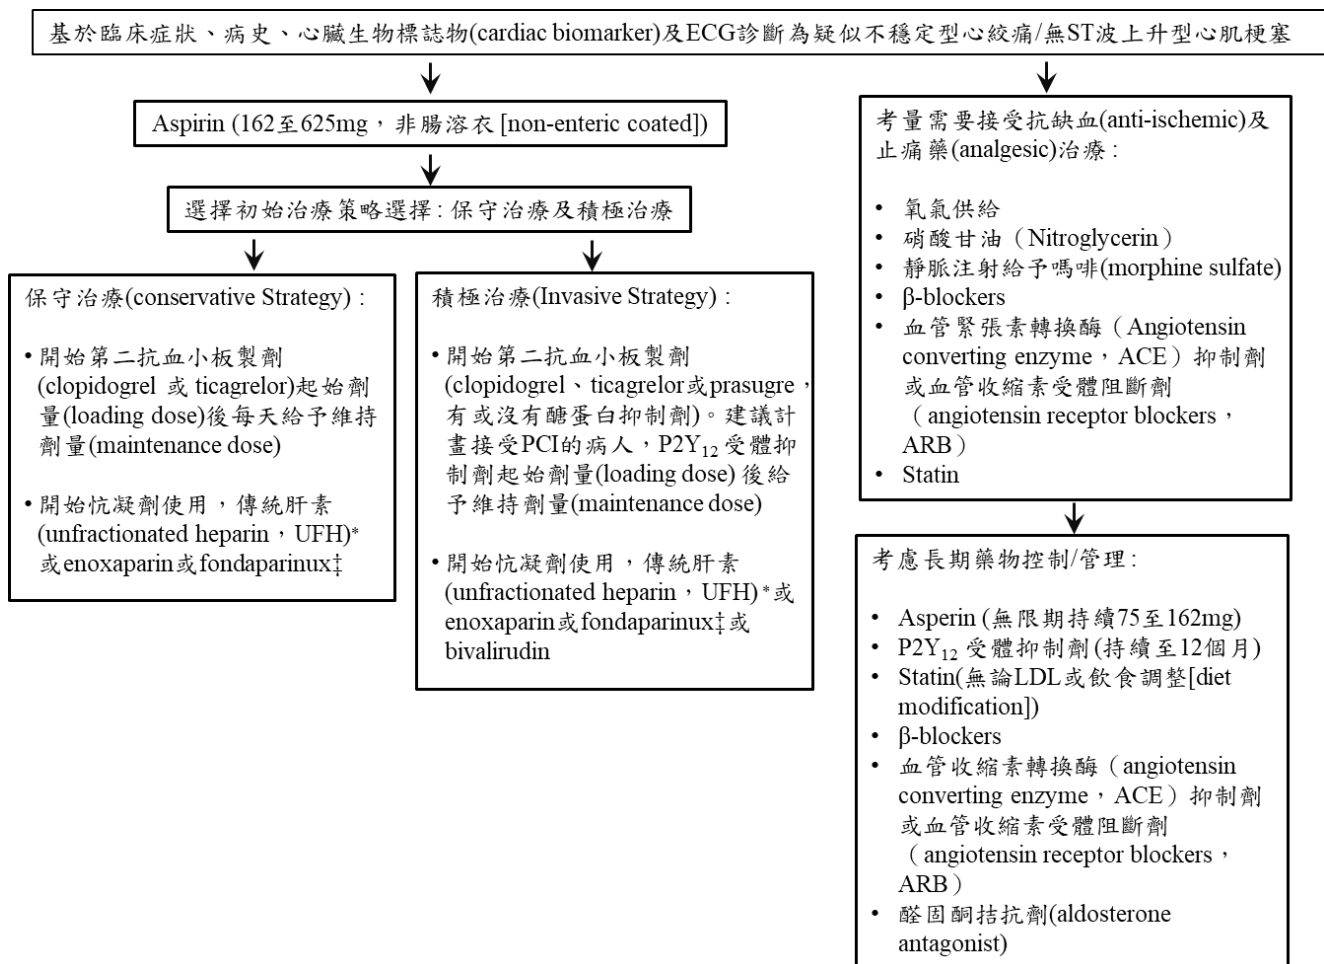 基於臨床症狀、病史、心臟生物標誌物(cardiac biomarker)及ECG診斷為疑似不穩定型心絞痛/無ST波上升型心肌梗塞
Aspirin (162至625mg，非腸溶衣 [non-enteric coated])
選擇初始治療策略選擇: 保守治療及積極治療
保守治療(conservative Strategy) :
• 開始第二抗血小板製劑
(clopidogrel 或 ticagrelor)起始劑
量(loading dose)後每天給予維持
劑量(maintenance dose)
• 開始忼凝劑使用，傳統肝素
(unfractionated heparin，UFH)*
或enoxaparin或fondaparinux‡
積極治療(Invasive Strategy) :
• 開始第二抗血小板製劑
(clopidogrel、ticagrelor或prasugre，
有或沒有醣蛋白抑制劑)。建議計
畫接受PCI的病人，P2Y₁₂ 受體抑
制劑起始劑量(loading dose) 後給
予維持劑量(maintenance dose)
• 開始忼凝劑使用，傳統肝素
(unfractionated heparin，UFH) *或
enoxaparin或fondaparinux‡或
bivalirudin
考量需要接受抗缺血(anti-ischemic)及
止痛藥(analgesic)治療 :
• 氧氣供給
• 硝酸甘油（Nitroglycerin）
• 靜脈注射給予嗎啡(morphine sulfate)
• β-blockers
• 血管緊張素轉換酶（Angiotensin
converting enzyme，ACE）抑制劑
或血管收縮素受體阻斷劑
（angiotensin receptor blockers，
ARB）
• Statin
考慮長期藥物控制/管理:
• Asperin (無限期持續75至162mg)
• P2Y₁₂ 受體抑制劑 (持續至12個月)
• Statin(無論LDL或飲食調整[diet
modification])
• β-blockers
• 血管收縮素轉換酶（angiotensin
converting enzyme，ACE）抑制劑
或血管收縮素受體阻斷劑
（angiotensin receptor blockers，
ARB）
• 醛固酮拮抗劑(aldosterone
antagonist)